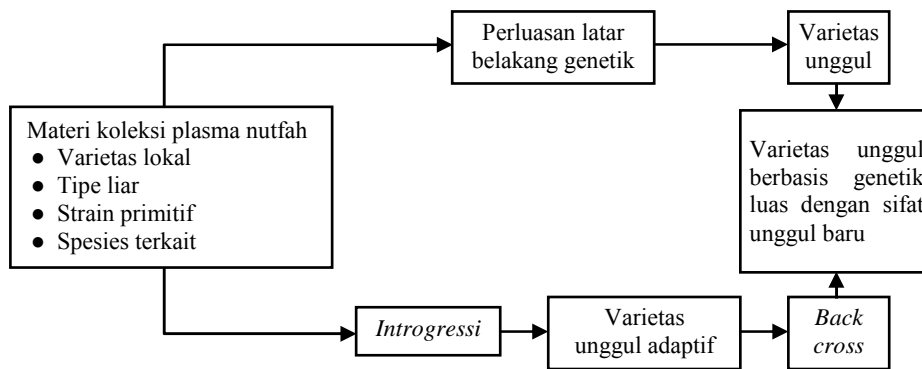 Perluasan latar
belakang genetik
Varietas
unggul
Materi koleksi plasma nutfah
● Varietas lokal
● Tipe liar
● Strain primitif
● Spesies terkait
Varietas unggul
berbasis genetik
luas dengan sifat
unggul baru
Introgressi
Varietas
unggul adaptif
Back
cross